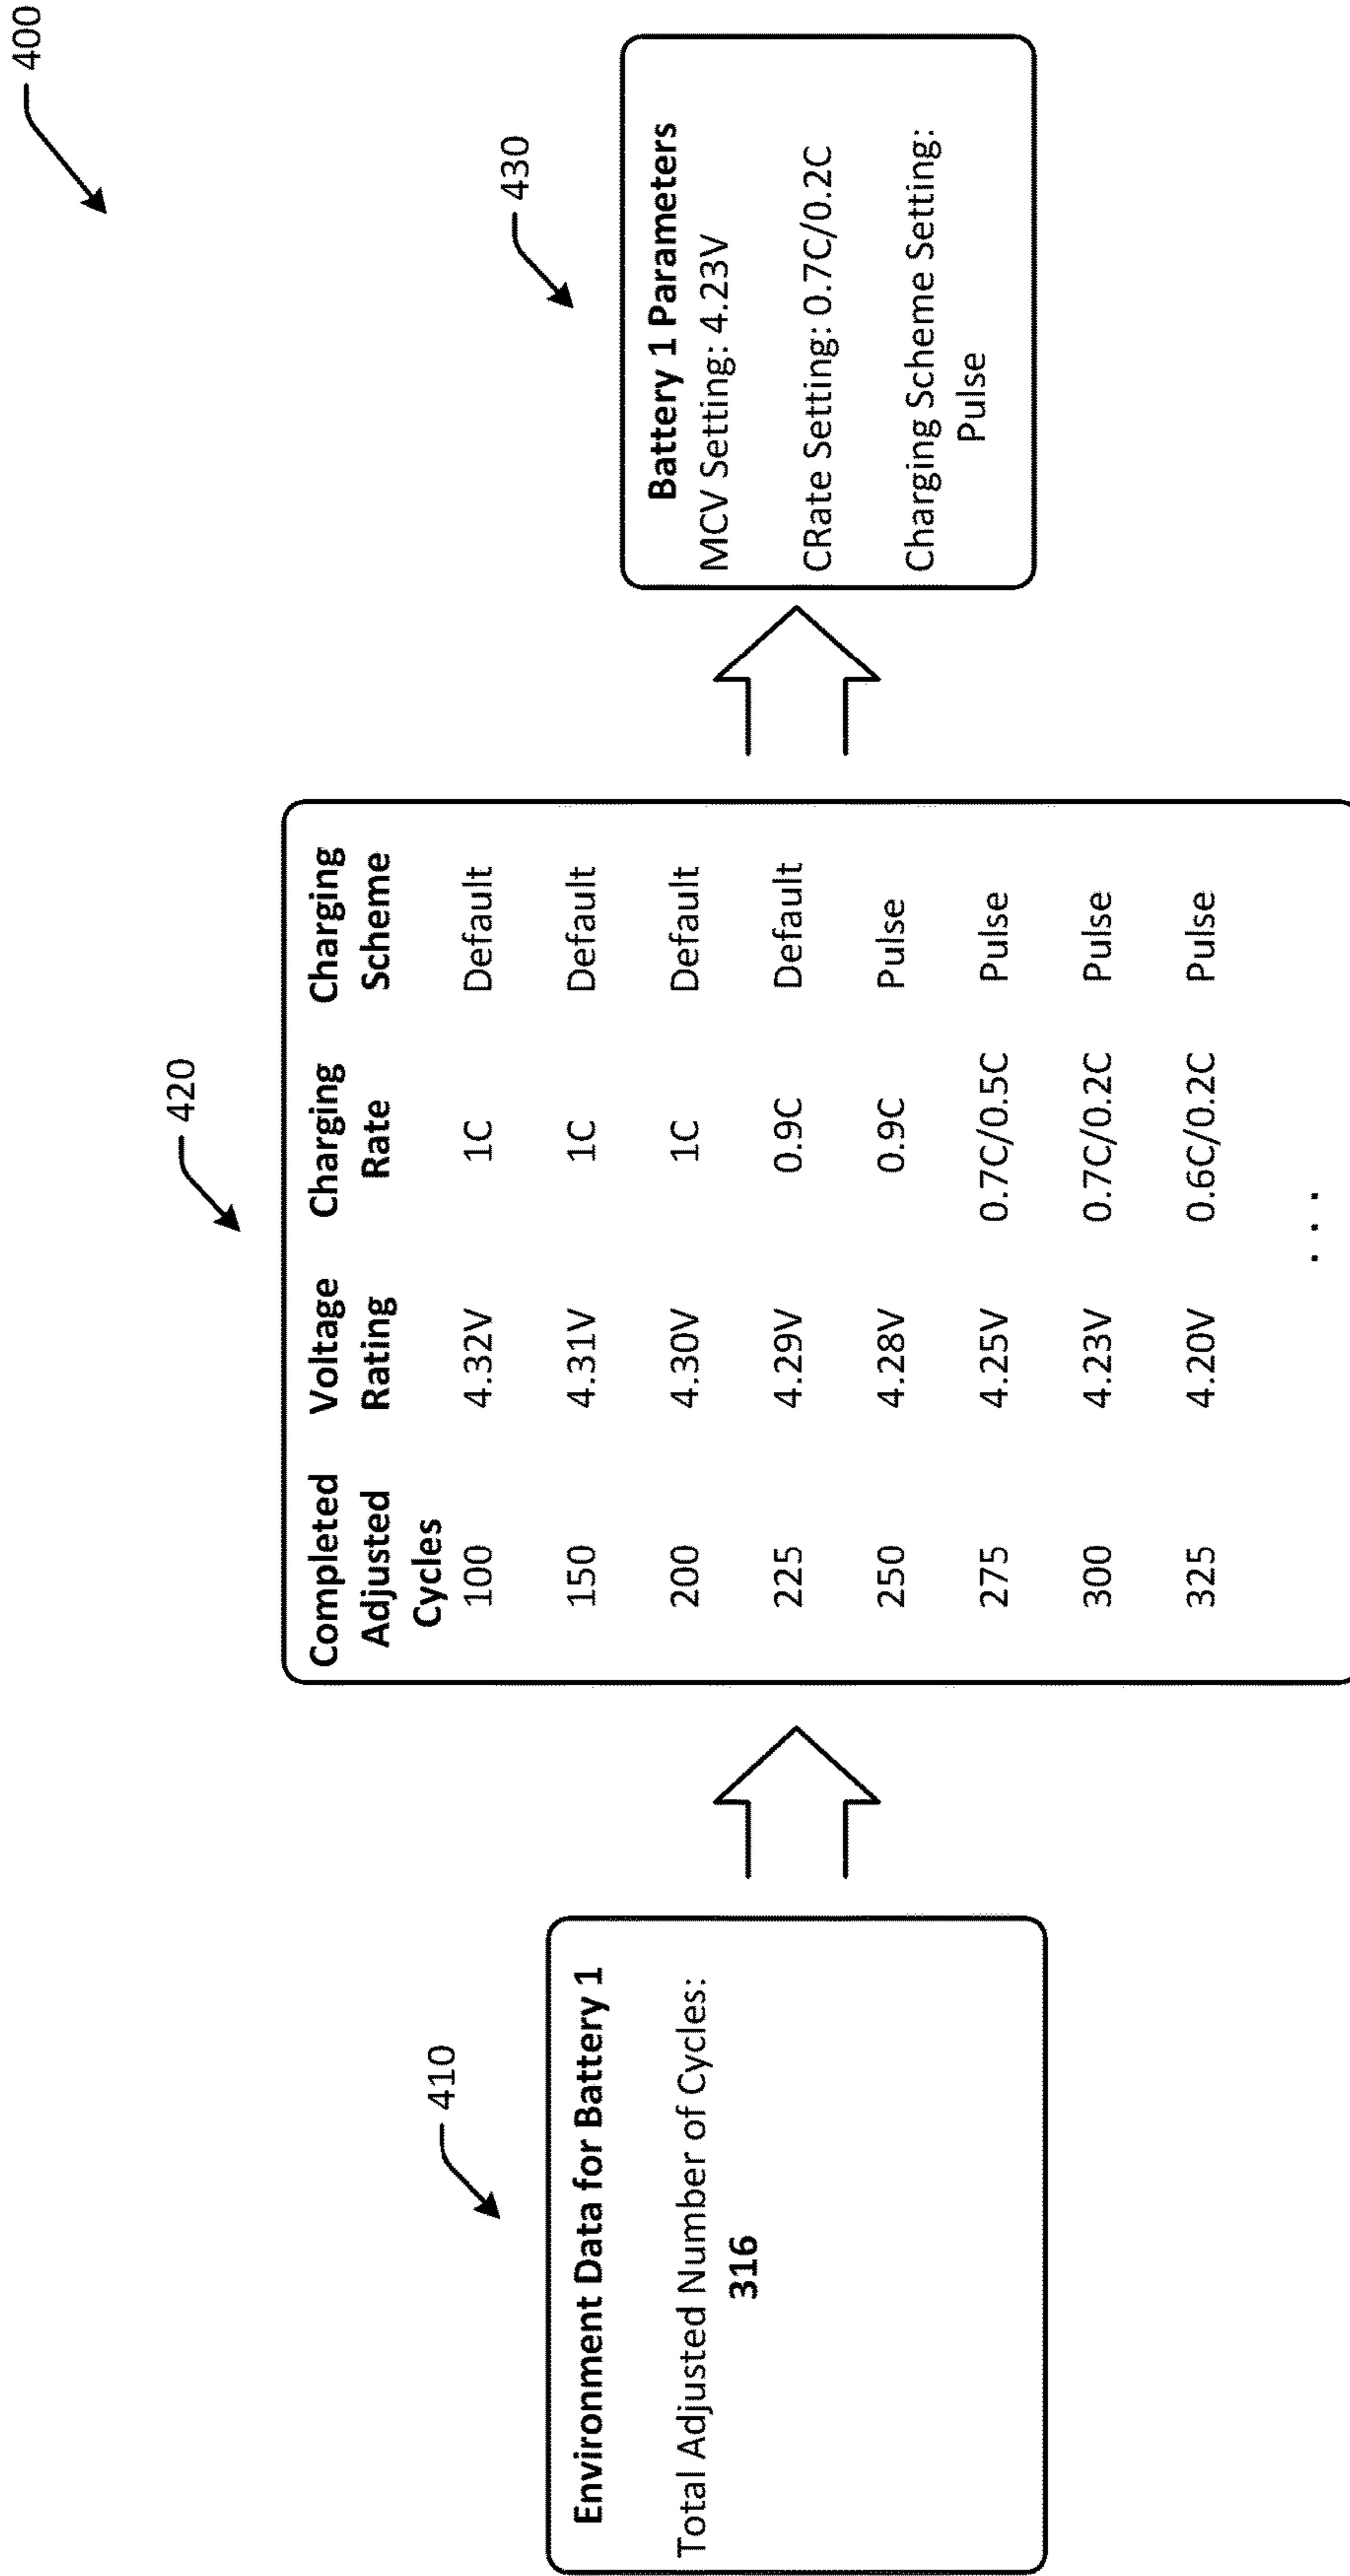 400
410
Environment Data for Battery 1
Total Adjusted Number of Cycles:
316
420
Completed Voltage Charging Charging
Adjusted Rating Rate Scheme
Cycles
100 4.32V 1C Default
150 4.31V 1C Default
200 4.30V 1C Default
225 4.29V 0.9C Default
250 4.28V 0.9C Pulse
275 4.25V 0.7C/0.5C Pulse
300 4.23V 0.7C/0.2C Pulse
325 4.20V 0.6C/0.2C Pulse
. . .
430
Battery 1 Parameters
MCV Setting: 4.23V
CRate Setting: 0.7C/0.2C
Charging Scheme Setting:
Pulse